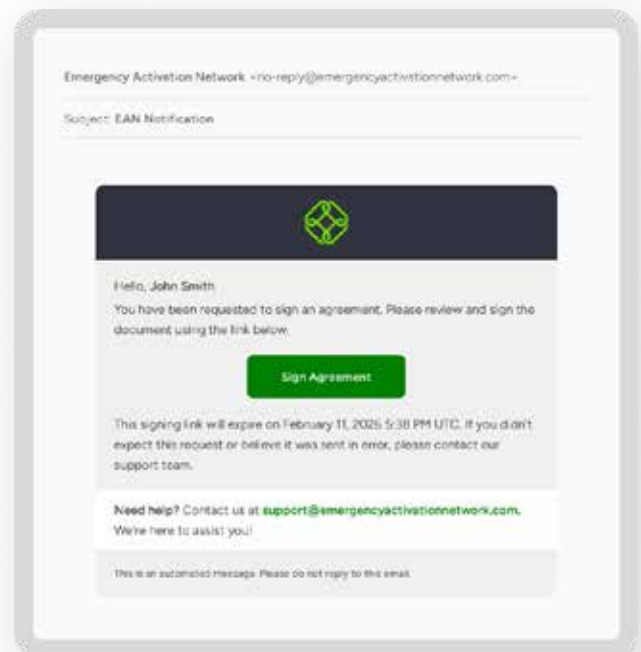 Emergency Activation Network <no-reply@emergencyactivationnetwork.com>
Subject: EAN Notification
Hello, John Smith
You have been requested to sign an agreement. Please review and sign the
document using the link below.
Sign Agreement
This signing link will expire on February 11, 2026 5:38 PM UTC. If you didn't
expect this request or believe it was sent in error, please contact our
support team.
Need help? Contact us at support@emergencyactivationnetwork.com.
We're here to assist you!
This is an automated message. Please do not reply to this email.